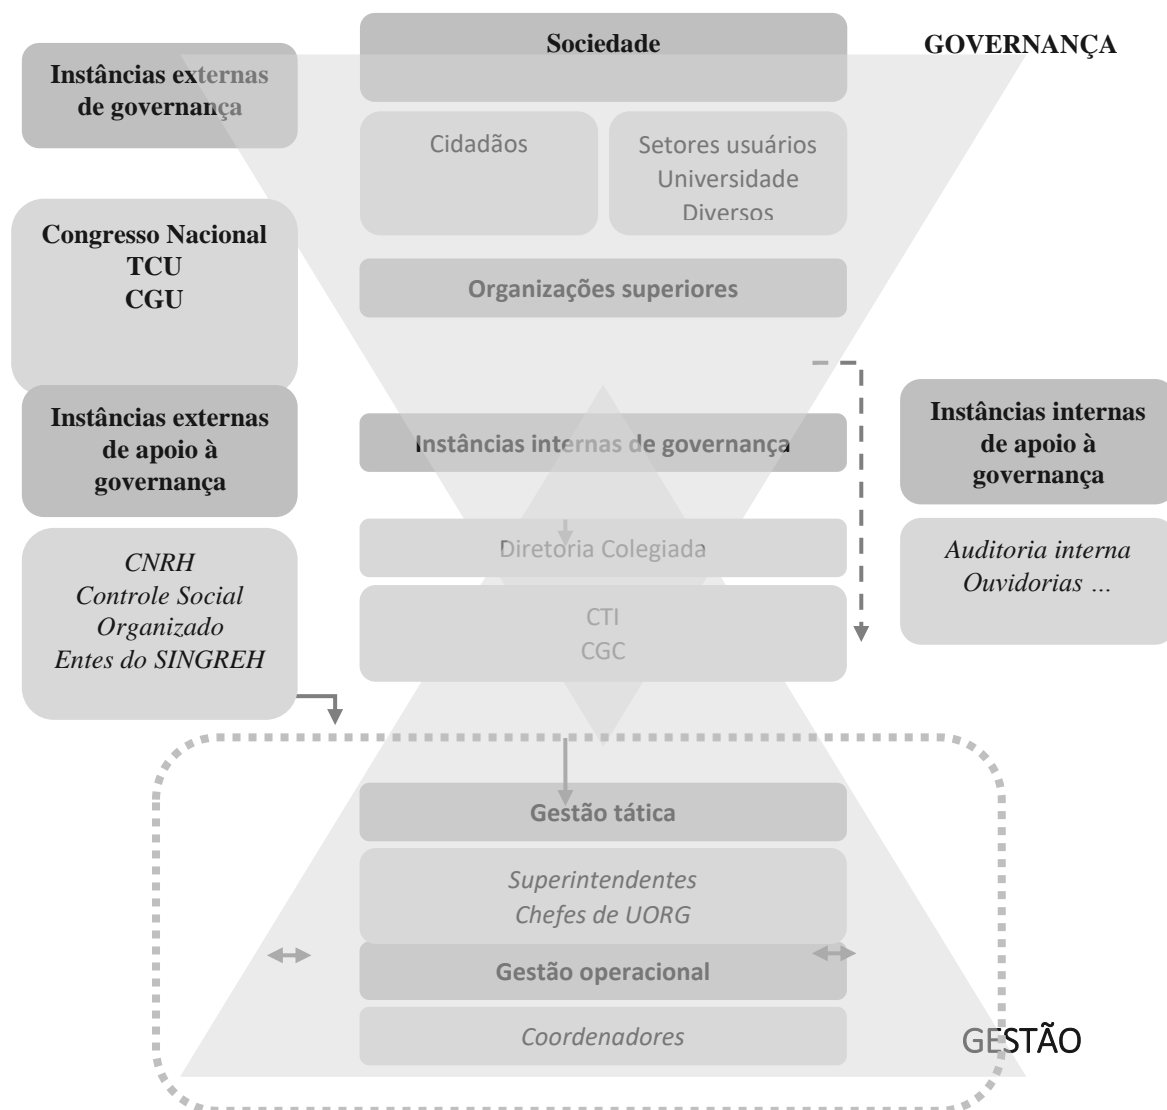 Sociedade
GOVERNANÇA
Instâncias externas
de governança
Cidadãos
Setores usuários
Universidade
Diversos
Congresso Nacional
TCU
CGU
Organizações superiores
Instâncias externas
de apoio à
governança
Instâncias internas de governança
Instâncias internas
de apoio à
governança
CNRH
Controle Social
Organizado
Entes do SINGREH
Diretoria Colegiada
CTI
CGC
Auditoria interna
Ouvidorias ...
Gestão tática
Superintendentes
Chefes de UORG
Gestão operacional
Coordenadores
GESTÃO